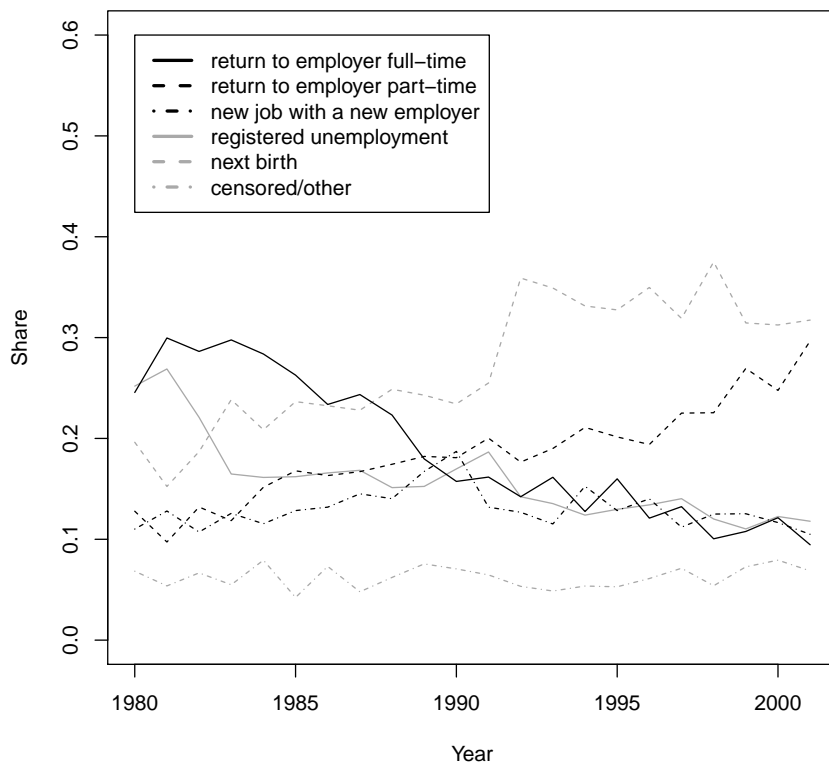 0.6
0.5
0.4
0.3
0.2
0.1
0.0
Share
return to employer full−time
return to employer part−time
new job with a new employer
registered unemployment
next birth
censored/other
1980 1985 1990 1995 2000
Year